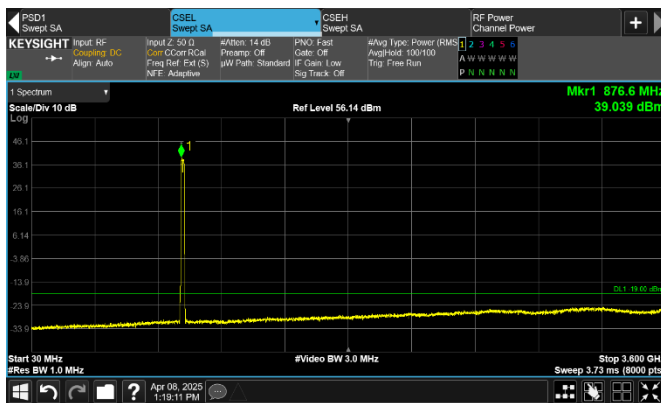 PSD1 CSEL CSEH RF Power
Swept SA Swept SA Swept SA Channel Power
KEYSIGHT Input: RF Input Z: 50 Ω #Atten: 14 dB PNO: Fast #Avg Type: Power (RMS 1 2 3 4 5 6
Coupling: DC Corr CCorr RCal Preamp: Off Gate: Off Avg|Hold: 100/100 A W W W W W
Align: Auto Freq Ref: Ext (S) µW Path: Standard IF Gain: Low Trig: Free Run
NFE: Adaptive Sig Track: Off P N N N N N
LXI
1 Spectrum Mkr1 876.6 MHz
Scale/Div 10 dB Ref Level 56.14 dBm 39.039 dBm
Log
46.1
1
36.1
26.1
16.1
6.14
-3.86
-13.9
DL1 -19.00 dBm
-23.9
-33.9
Start 30 MHz #Video BW 3.0 MHz Stop 3.600 GH
#Res BW 1.0 MHz Sweep 3.73 ms (8000 pts
? Apr 08, 2025
1:19:11 PM